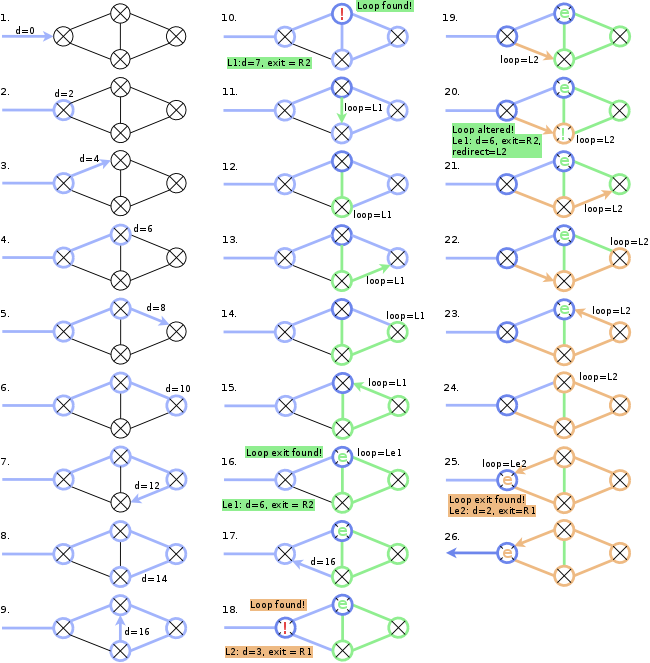 1.
d=0
2.
d=2
3.
d=4
4.
d=6
5.
d=8
6.
d=10
7.
d=12
8.
d=14
9.
d=16
10.
!
Loop found!
L1:d=7, exit = R2
11.
loop=L1
12.
loop=L1
13.
loop=L1
14.
loop=L1
15.
loop=L1
16.
Loop exit found!
e
loop=Le1
Le1: d=6, exit = R2
17.
e
d=16
18.
Loop found!
e
!
L2: d=3, exit = R1
19.
e
loop=L2
20.
e
Loop altered!
!
Le1: d=6, exit=R2,
loop=L2
redirect=L2
21.
e
loop=L2
22.
e
loop=L2
23.
e
loop=L2
24.
loop=L2
25.
loop=Le2
e
Loop exit found!
Le2: d=2, exit=R1
26.
e